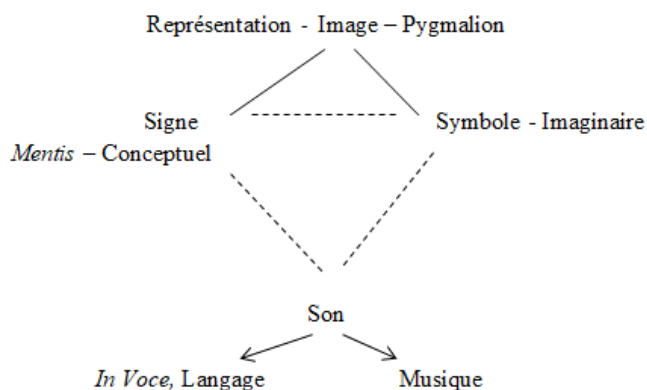 Représentation - Image – Pygmalion
Signe
Symbole - Imaginaire
Mentis – Conceptuel
Son
In Voce, Langage
Musique